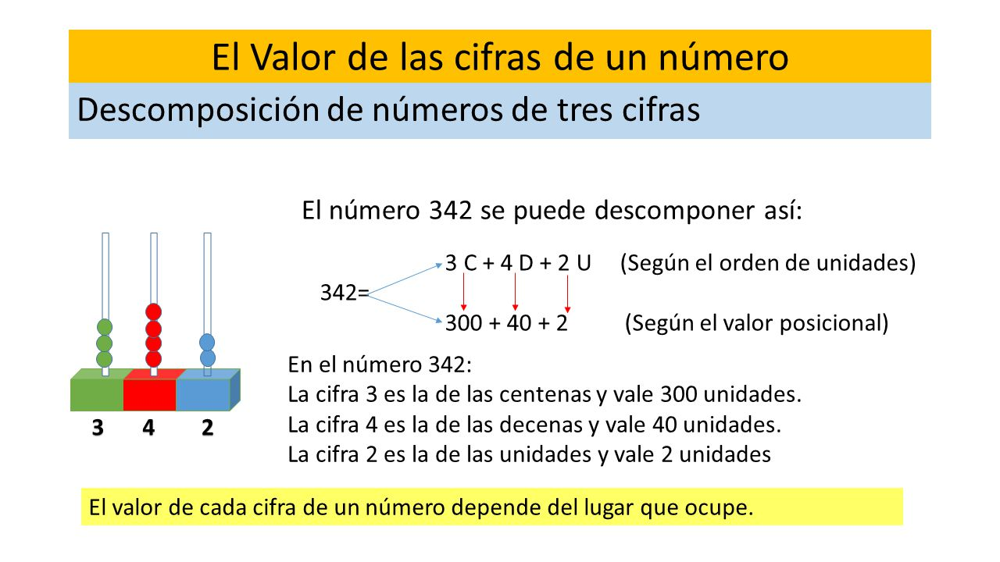 El Valor de las cifras de un número
Descomposición de números de tres cifras
El número 342 se puede descomponer así:
3 C + 4 D + 2 U (Según el orden de unidades)
342=
300 + 40 + 2 (Según el valor posicional)
En el número 342:
La cifra 3 es la de las centenas y vale 300 unidades.
La cifra 4 es la de las decenas y vale 40 unidades.
La cifra 2 es la de las unidades y vale 2 unidades
3 4 2
El valor de cada cifra de un número depende del lugar que ocupe.